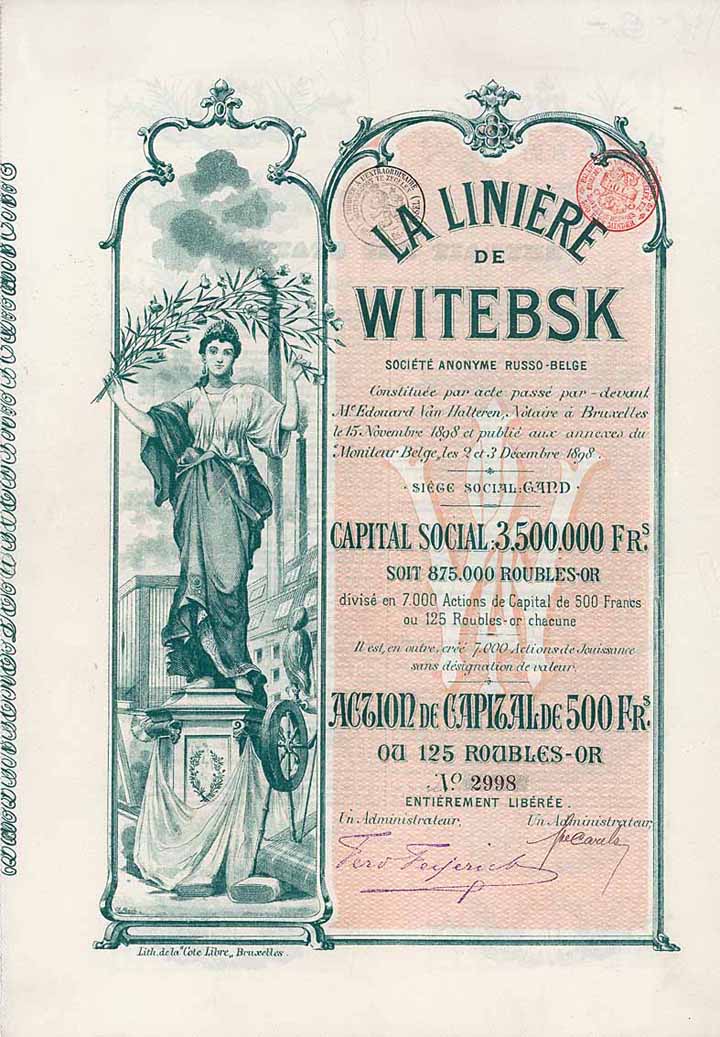 LA LINIÈRE
DE
WITEBSK
SOCIÉTÉ ANONYME RUSSO-BELGE
Constituée par acte passé par-devant
Me Edouard Van Halteren, Notaire à Bruxelles
le 15 Novembre 1898 et publié aux annexes du
"Moniteur Belge", les 2 et 3 Décembre 1898.
SIÈGE SOCIAL: GAND
CAPITAL SOCIAL: 3.500.000 FRS.
SOIT 875.000 ROUBLES-OR
divisé en 7.000 Actions de Capital de 500 Francs
ou 125 Roubles-or chacune
Il est, en outre, créé 7.000 Actions de Jouissance
sans désignation de valeur.
ACTION DE CAPITAL DE 500 FRS.
OU 125 ROUBLES-OR
No. 2998
ENTIÈREMENT LIBÉRÉE.
Un Administrateur, Un Administrateur,
Lith. de la "Cote Libre", Bruxelles.